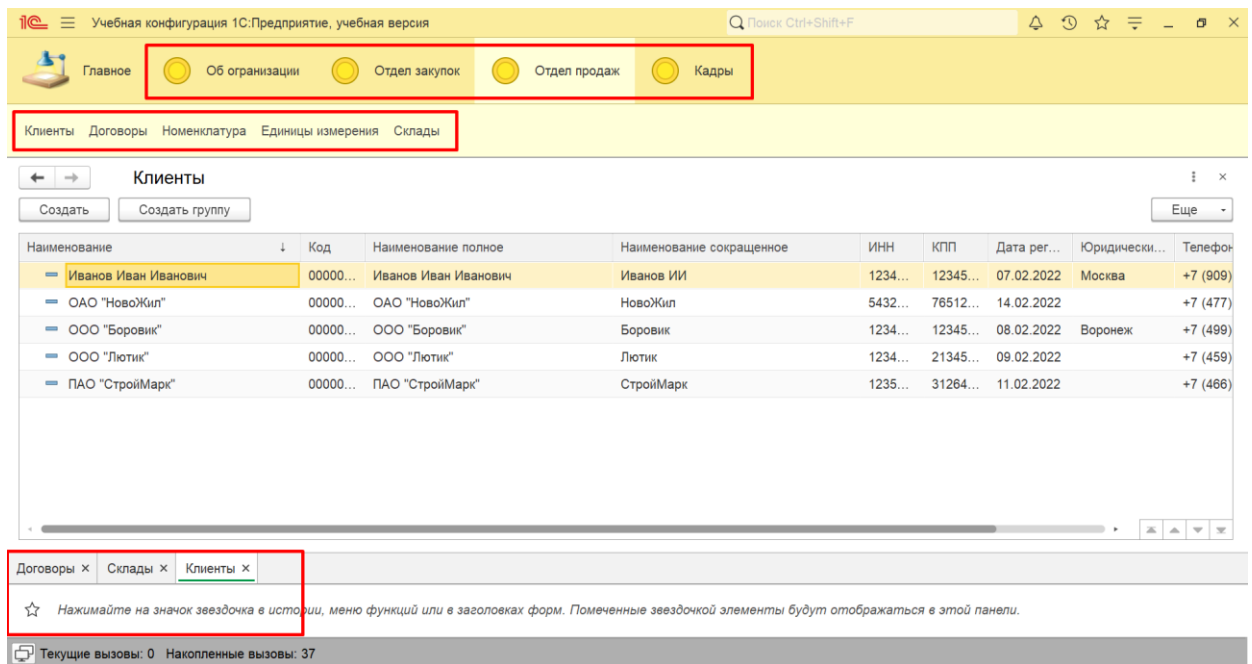 1С Учебная конфигурация 1С:Предприятие, учебная версия Поиск Ctrl+Shift+F
Главное Об огранизации Отдел закупок Отдел продаж Кадры
Клиенты Договоры Номенклатура Единицы измерения Склады
Клиенты
Создать Создать группу Еще
Наименование ↓ Код Наименование полное Наименование сокращенное ИНН КПП Дата рег... Юридически... Телефон
Иванов Иван Иванович 00000... Иванов Иван Иванович Иванов ИИ 1234... 12345... 07.02.2022 Москва +7 (909)
ОАО "НовоЖил" 00000... ОАО "НовоЖил" НовоЖил 5432... 76512... 14.02.2022 +7 (477)
ООО "Боровик" 00000... ООО "Боровик" Боровик 1234... 12345... 08.02.2022 Воронеж +7 (499)
ООО "Лютик" 00000... ООО "Лютик" Лютик 1234... 21345... 09.02.2022 +7 (459)
ПАО "СтройМарк" 00000... ПАО "СтройМарк" СтройМарк 1235... 31264... 11.02.2022 +7 (466)
Договоры × Склады × Клиенты ×
Нажимайте на значок звездочка в истории, меню функций или в заголовках форм. Помеченные звездочкой элементы будут отображаться в этой панели.
Текущие вызовы: 0 Накопленные вызовы: 37